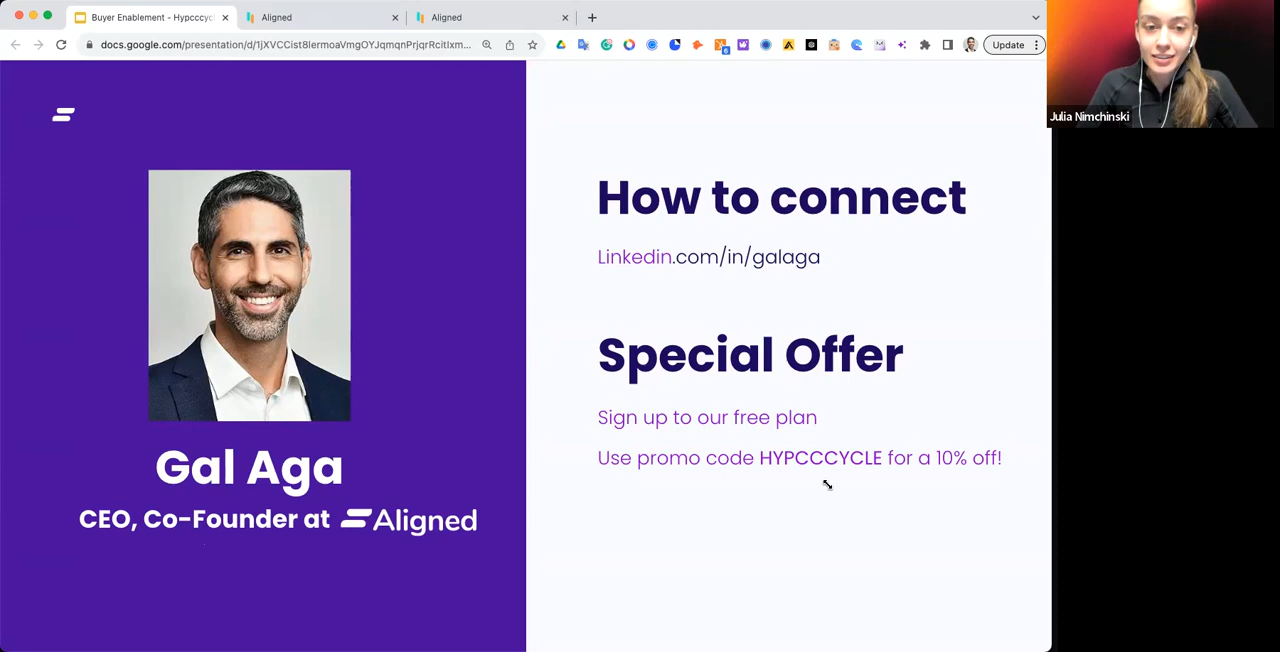 Buyer Enablement - Hypcccyc
Aligned
Aligned
docs.google.com/presentation/d/1jXVCCist8IermoaVmgOYJqmqnPrjqrRcitIxm...
Update
6
Julia Nimchinski
How to connect
Linkedin.com/in/galaga
Special Offer
Sign up to our free plan
Use promo code HYPCCCYCLE for a 10% off!
Gal Aga
CEO, Co-Founder at Aligned